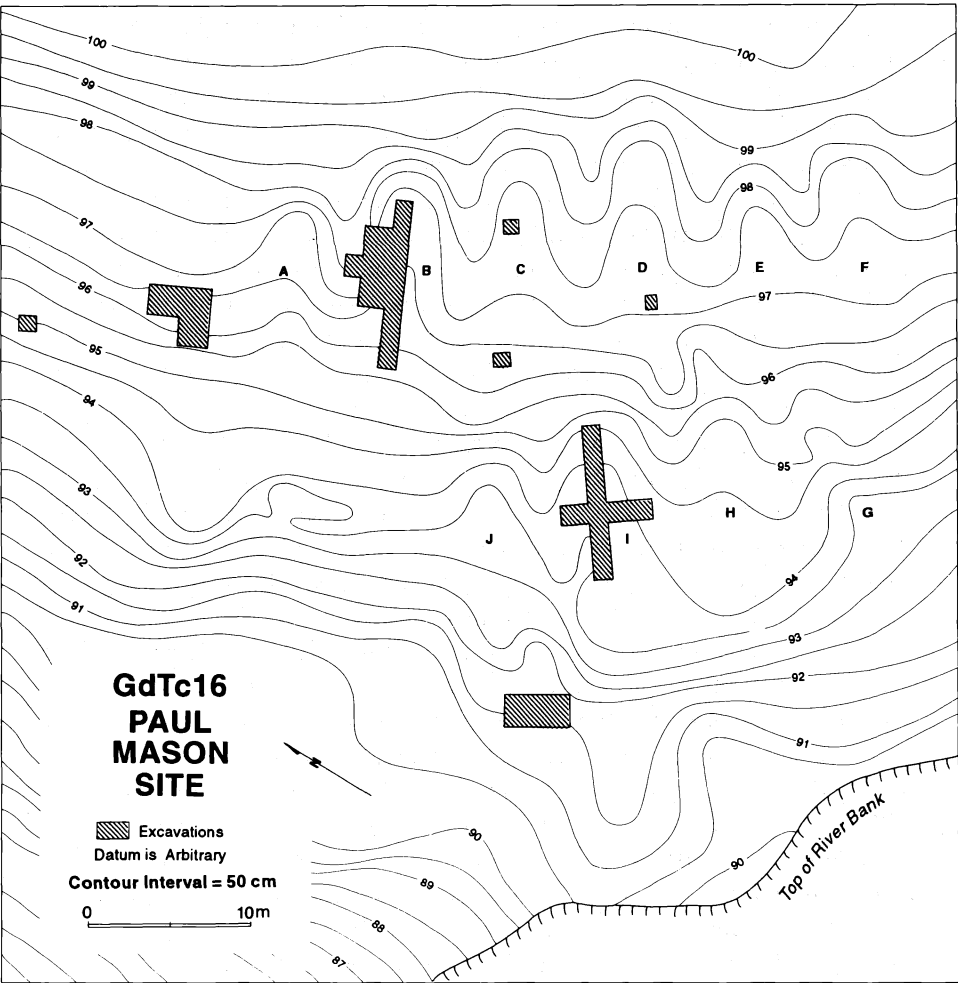 100
100
99
99
98
98
97
A
B
C
D
E
F
97
96
96
95
95
94
93
J
I
H
G
94
92
93
91
92
91
GdTc16
PAUL
MASON
SITE
N
Excavations
Datum is Arbitrary
Contour Interval = 50 cm
0 10m
90
90
89
88
87
Top of River Bank